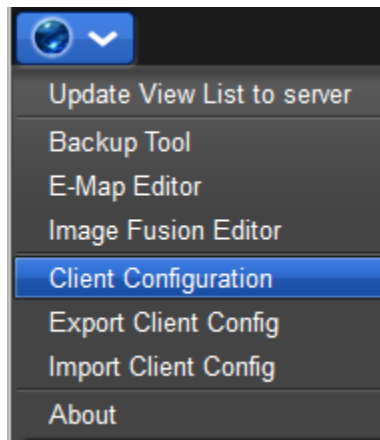 Update View List to server
Backup Tool
E-Map Editor
Image Fusion Editor
Client Configuration
Export Client Config
Import Client Config
About